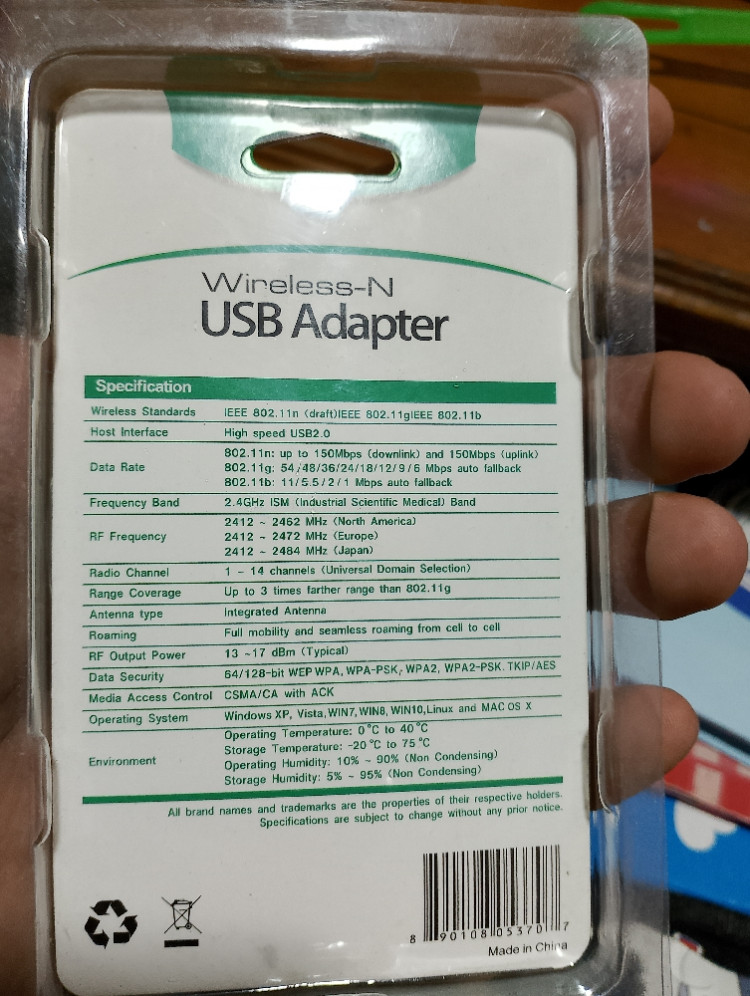 Wireless-N
USB Adapter
Specification
Wireless Standards IEEE 802.11n (draft)IEEE 802.11gIEEE 802.11b
Host Interface High speed USB2.0
Data Rate 802.11n: up to 150Mbps (downlink) and 150Mbps (uplink)
802.11g: 54/48/36/24/18/12/9/6 Mbps auto fallback
802.11b: 11/5.5/2/1 Mbps auto fallback
Frequency Band 2.4GHz ISM (Industrial Scientific Medical) Band
RF Frequency 2412 ~ 2462 MHz (North America)
2412 ~ 2472 MHz (Europe)
2412 ~ 2484 MHz (Japan)
Radio Channel 1 - 14 channels (Universal Domain Selection)
Range Coverage Up to 3 times farther range than 802.11g
Antenna type Integrated Antenna
Roaming Full mobility and seamless roaming from cell to cell
RF Output Power 13 ~17 dBm (Typical)
Data Security 64/128-bit WEP WPA, WPA-PSK, WPA2, WPA2-PSK. TKIP/AES
Media Access Control CSMA/CA with ACK
Operating System Windows XP, Vista,WIN7,WIN8,WIN10,Linux and MAC OS X
Environment Operating Temperature: 0°C to 40°C
Storage Temperature: -20°C to 75°C
Operating Humidity: 10% ~ 90% (Non Condensing)
Storage Humidity: 5% ~ 95% (Non Condensing)
All brand names and trademarks are the properties of their respective holders.
Specifications are subject to change without any prior notice.
8 90108 05370 7
Made in China